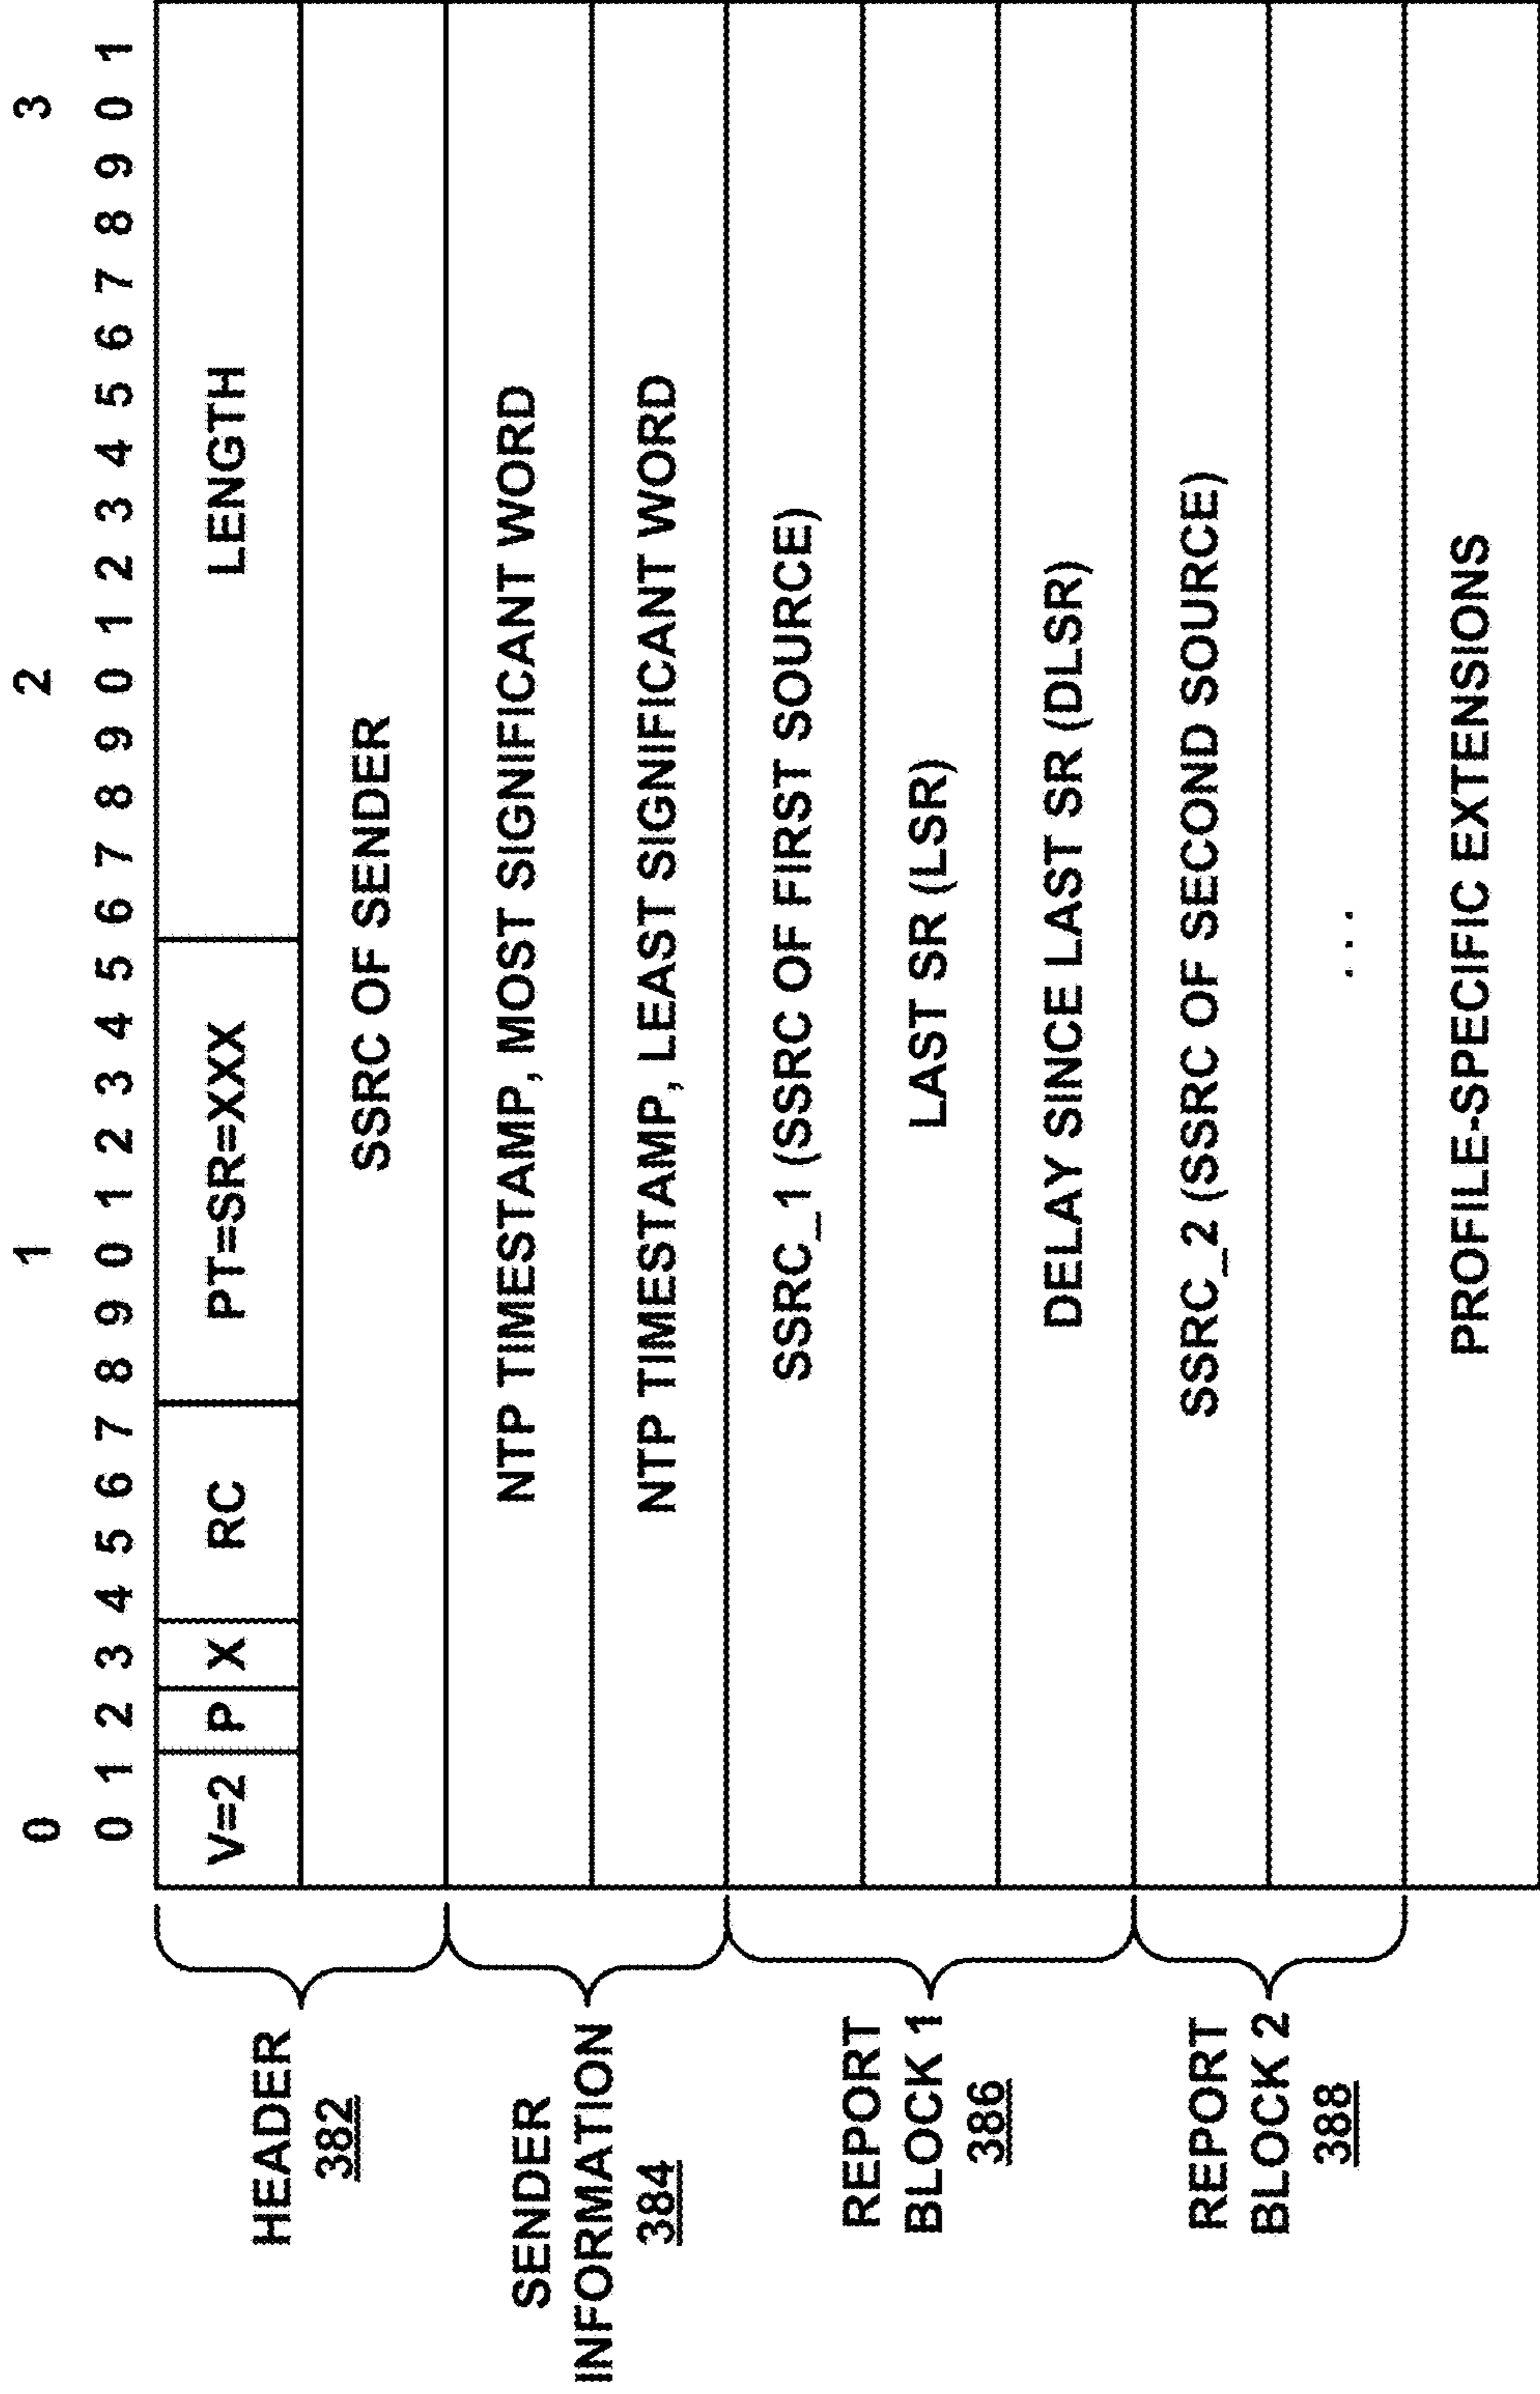 0 1 2 3
0 1 2 3 4 5 6 7 8 9 0 1 2 3 4 5 6 7 8 9 0 1 2 3 4 5 6 7 8 9 0 1
V=2 P X RC PT=SR=XXX LENGTH
HEADER
382
SSRC OF SENDER
SENDER
INFORMATION
384
NTP TIMESTAMP, MOST SIGNIFICANT WORD
NTP TIMESTAMP, LEAST SIGNIFICANT WORD
REPORT
BLOCK 1
386
SSRC_1 (SSRC OF FIRST SOURCE)
LAST SR (LSR)
DELAY SINCE LAST SR (DLSR)
REPORT
BLOCK 2
388
SSRC_2 (SSRC OF SECOND SOURCE)
...
PROFILE-SPECIFIC EXTENSIONS